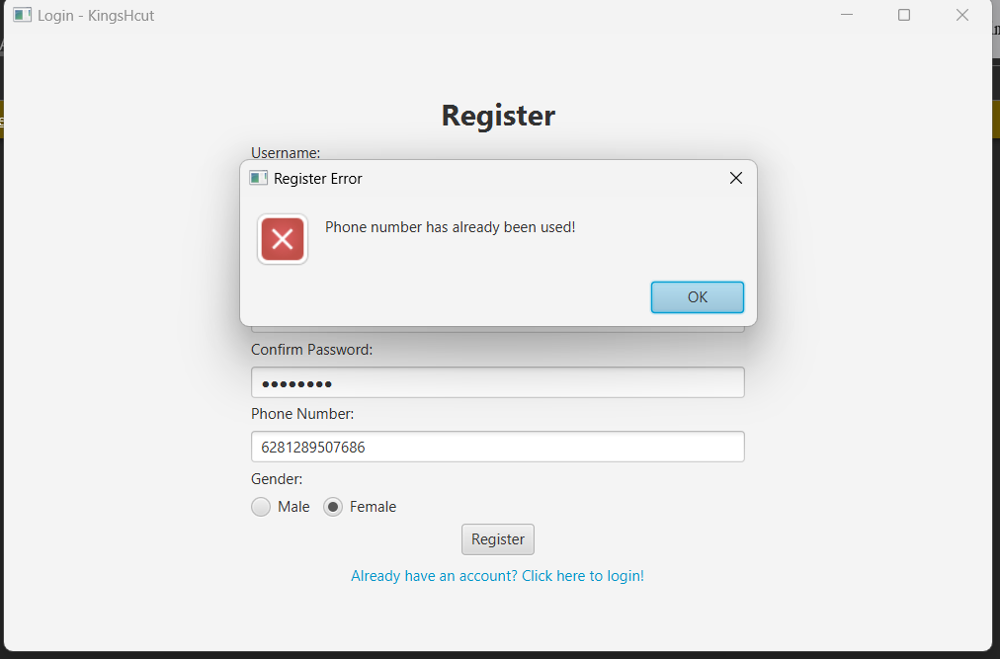 Login - KingsHcut
Register
Username:
Register Error
Phone number has already been used!
OK
Confirm Password:
●●●●●●●●
Phone Number:
6281289507686
Gender:
Male Female
Register
Already have an account? Click here to login!